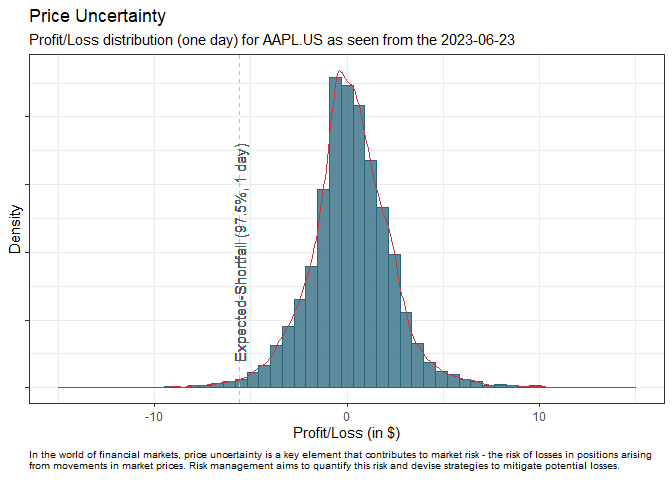 Price Uncertainty
Profit/Loss distribution (one day) for AAPL.US as seen from the 2023-06-23
Density
Expected-Shortfall (97.5%, 1 day)
-10
0
10
Profit/Loss (in $)
In the world of financial markets, price uncertainty is a key element that contributes to market risk - the risk of losses in positions arising
from movements in market prices. Risk management aims to quantify this risk and devise strategies to mitigate potential losses.